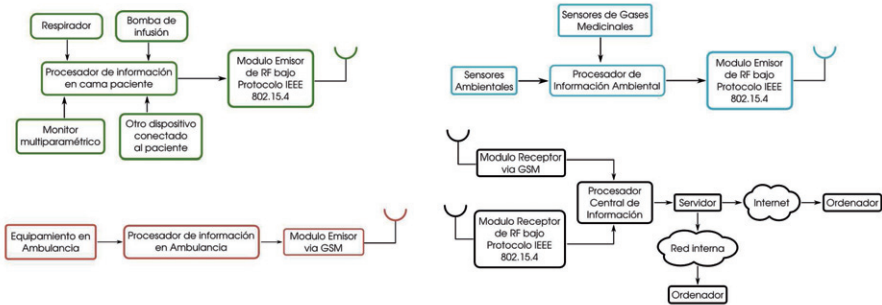 Respirador
Bomba de
infusión
Procesador de información
en cama paciente
Modulo Emisor
de RF bajo
Protocolo IEEE
802.15.4
Monitor
multiparamétrico
Otro dispositivo
conectado
al paciente
Sensores de Gases
Medicinales
Sensores
Ambientales
Procesador de
Información Ambiental
Modulo Emisor
de RF bajo
Protocolo IEEE
802.15.4
Equipamiento en
Ambulancia
Procesador de información
en Ambulancia
Modulo Emisor
via GSM
Modulo Receptor
via GSM
Modulo Receptor
de RF bajo
Protocolo IEEE
802.15.4
Procesador
Central de
Información
Servidor
Internet
Ordenador
Red interna
Ordenador